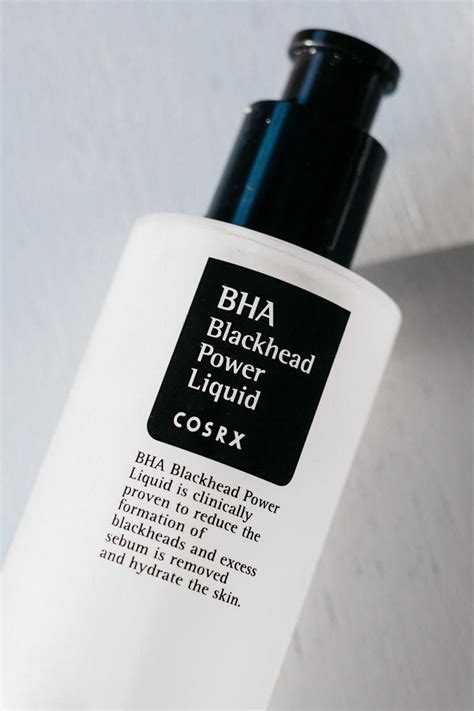 BHA
Blackhead
Power
Liquid
COSRX
BHA Blackhead Power
Liquid is clinically
proven to reduce the
formation of
blackheads and excess
sebum is removed
and hydrate the skin.